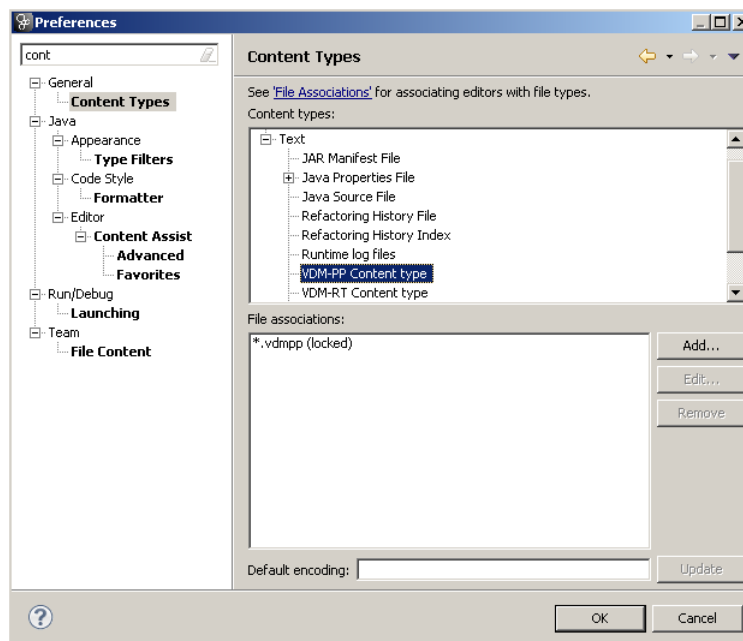 Preferences
cont
General
Content Types
Java
Appearance
Type Filters
Code Style
Formatter
Editor
Content Assist
Advanced
Favorites
Run/Debug
Launching
Team
File Content
Content Types
See 'File Associations' for associating editors with file types.
Content types:
Text
JAR Manifest File
Java Properties File
Java Source File
Refactoring History File
Refactoring History Index
Runtime log files
VDM-PP Content type
VDM-RT Content type
File associations:
*.vdmpp (locked)
Add...
Edit...
Remove
Default encoding:
Update
?
OK
Cancel